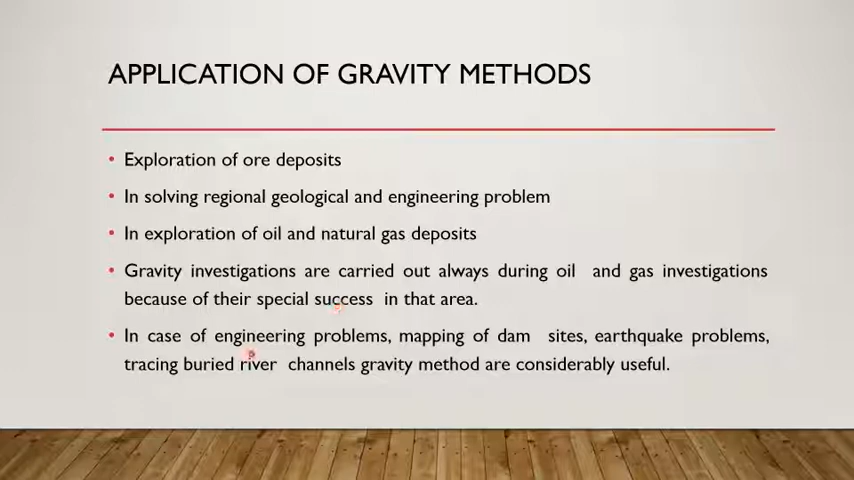 APPLICATION OF GRAVITY METHODS
• Exploration of ore deposits
• In solving regional geological and engineering problem
• In exploration of oil and natural gas deposits
• Gravity investigations are carried out always during oil and gas investigations
because of their special success in that area.
• In case of engineering problems, mapping of dam sites, earthquake problems,
tracing buried river channels gravity method are considerably useful.